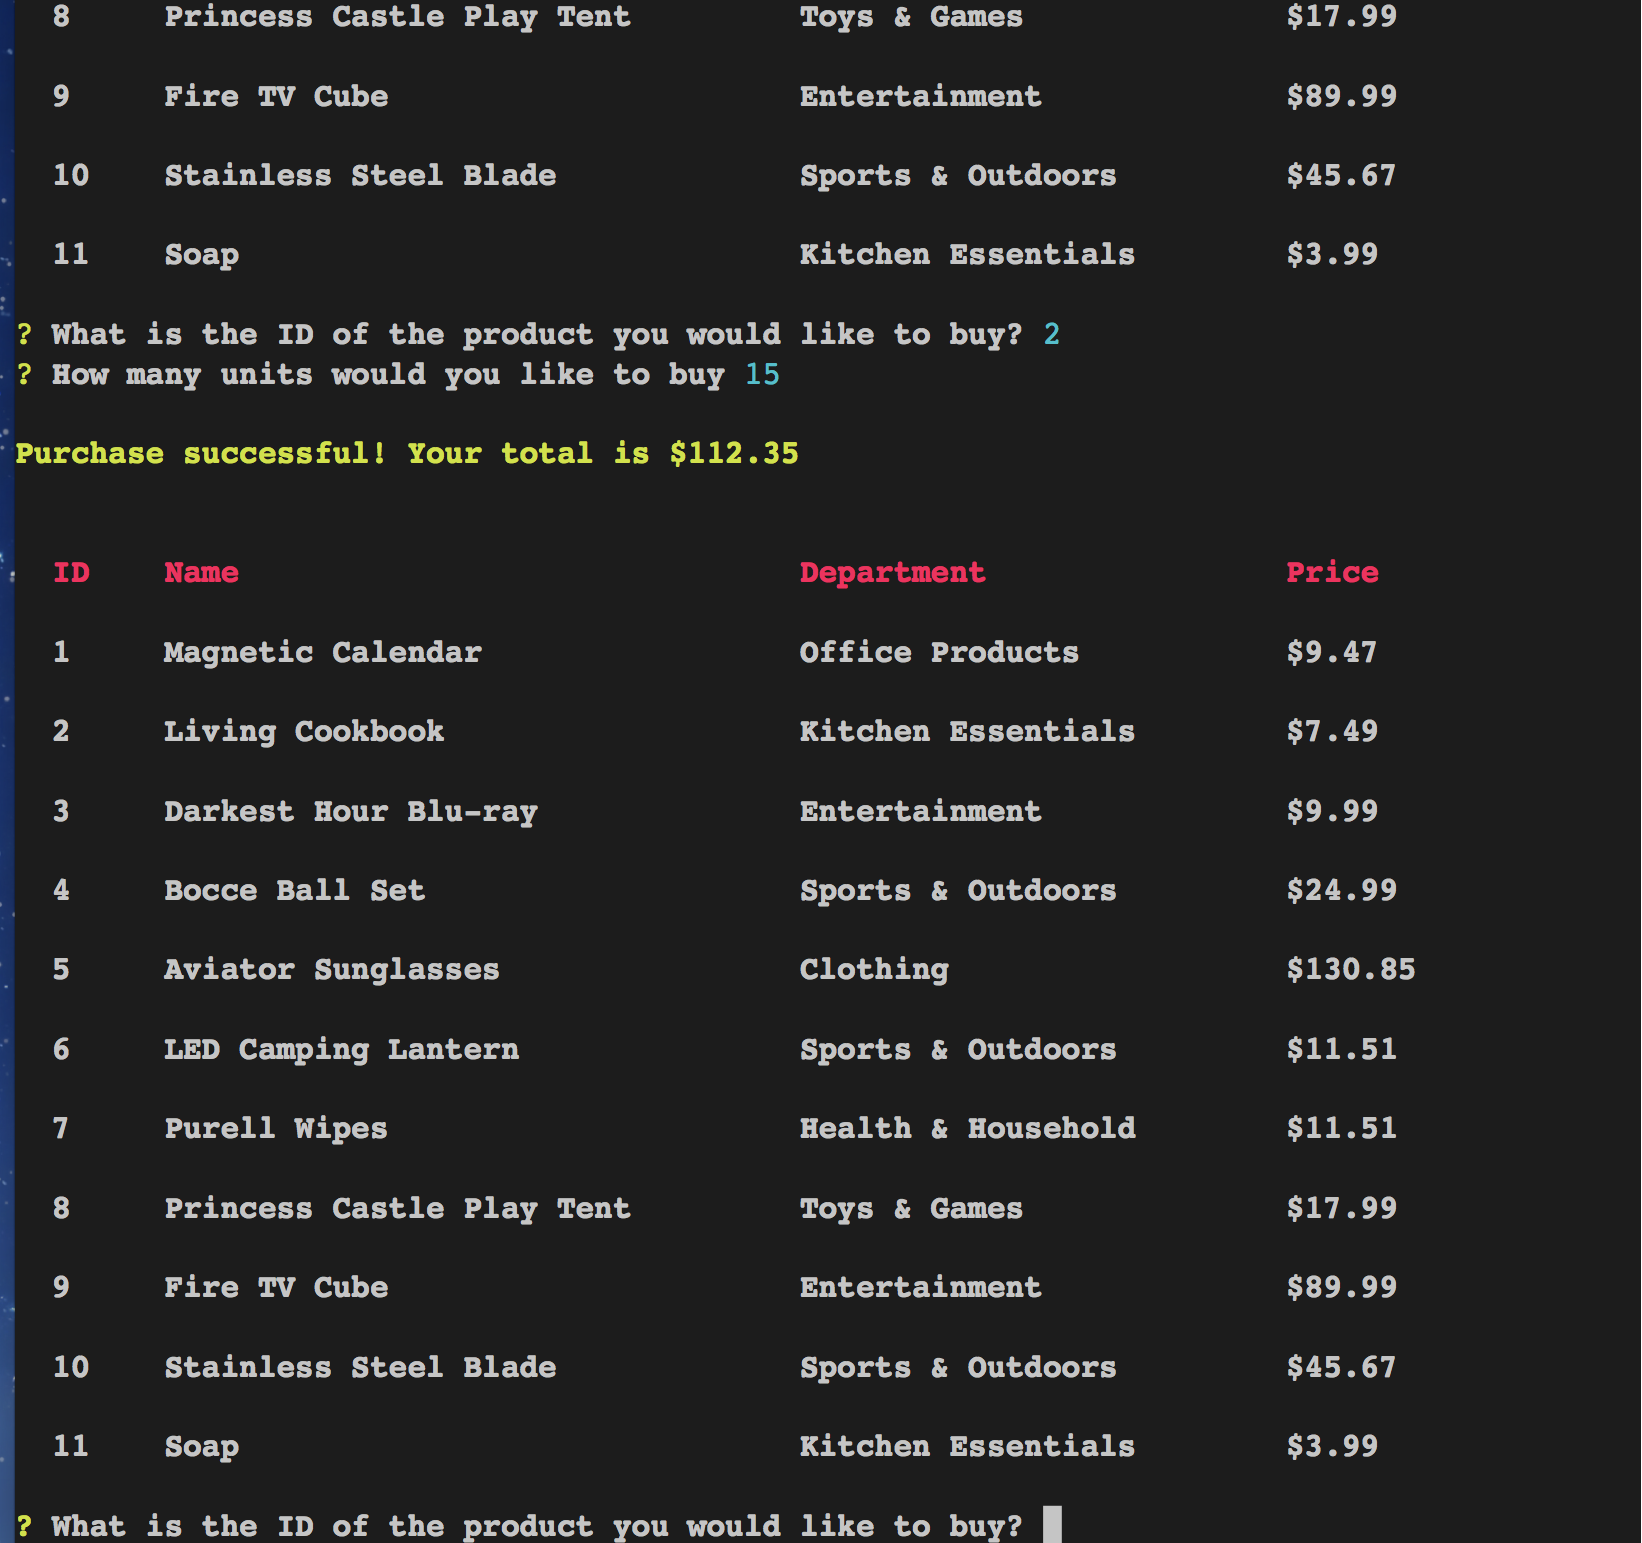 8 Princess Castle Play Tent Toys & Games $17.99
9 Fire TV Cube Entertainment $89.99
10 Stainless Steel Blade Sports & Outdoors $45.67
11 Soap Kitchen Essentials $3.99
? What is the ID of the product you would like to buy? 2
? How many units would you like to buy 15
Purchase successful! Your total is $112.35
ID Name Department Price
1 Magnetic Calendar Office Products $9.47
2 Living Cookbook Kitchen Essentials $7.49
3 Darkest Hour Blu-ray Entertainment $9.99
4 Bocce Ball Set Sports & Outdoors $24.99
5 Aviator Sunglasses Clothing $130.85
6 LED Camping Lantern Sports & Outdoors $11.51
7 Purell Wipes Health & Household $11.51
8 Princess Castle Play Tent Toys & Games $17.99
9 Fire TV Cube Entertainment $89.99
10 Stainless Steel Blade Sports & Outdoors $45.67
11 Soap Kitchen Essentials $3.99
? What is the ID of the product you would like to buy?